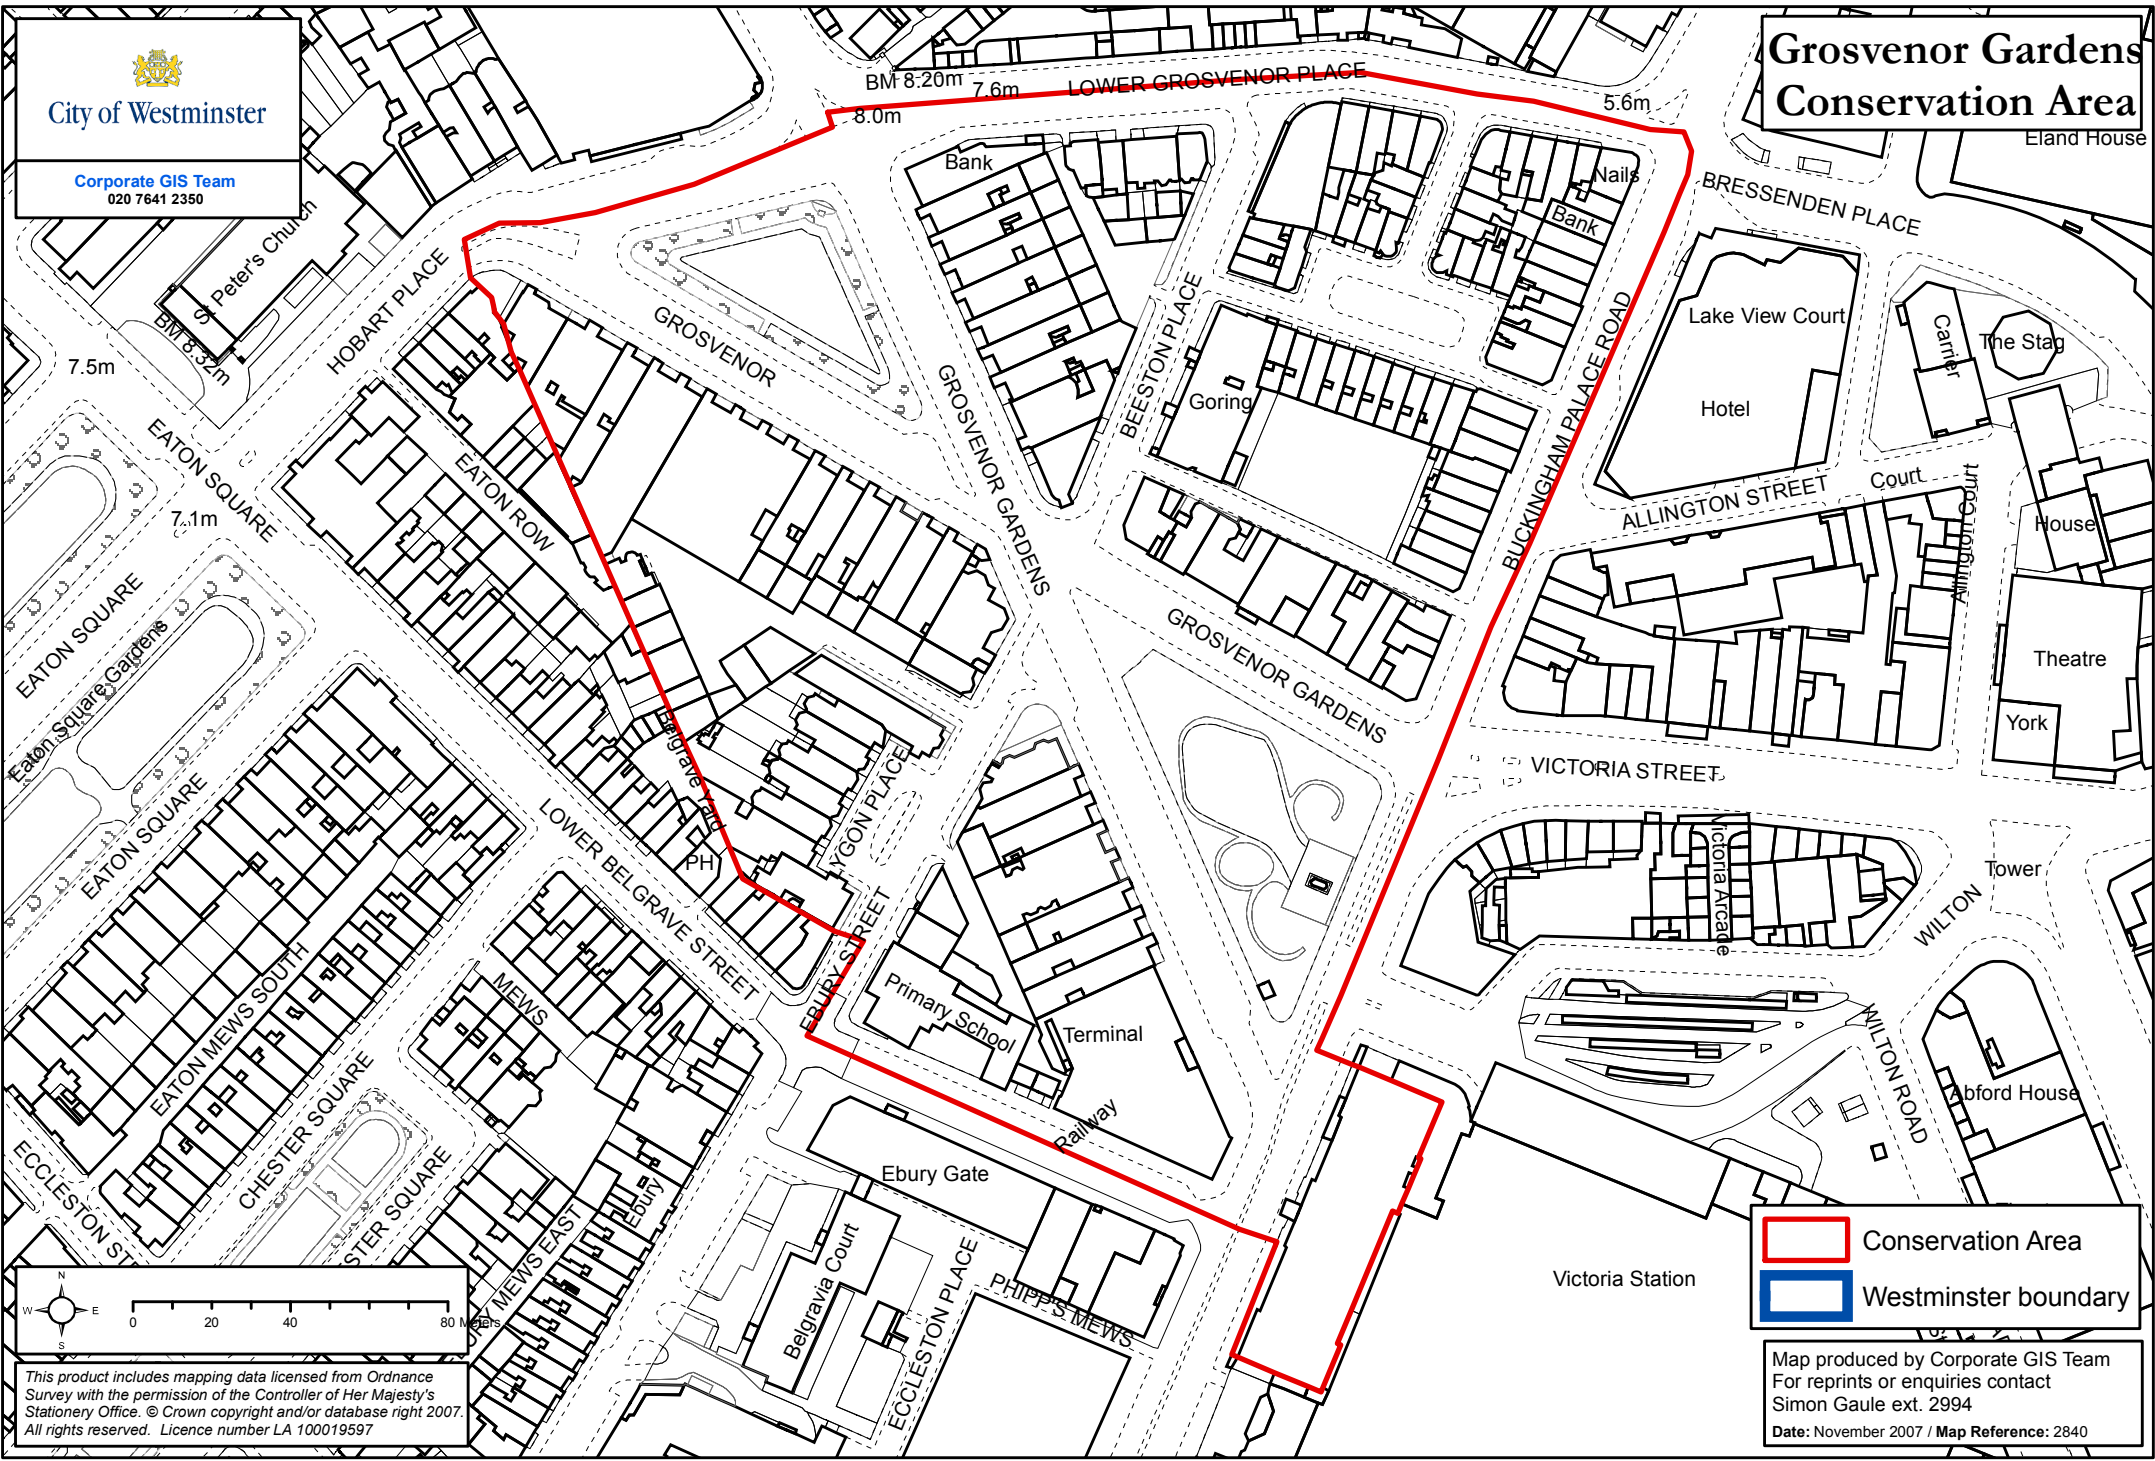 Grosvenor Gardens
Conservation Area
City of Westminster
Corporate GIS Team
020 7641 2350
BM 8.20m
7.6m
LOWER GROSVENOR PLACE
8.0m
5.6m
Eland House
Bank
Nails
Bank
BRESSENDEN PLACE
St Peter's Church
BM 8.32m
HOBART PLACE
7.5m
GROSVENOR
GROSVENOR GARDENS
BEESTON PLACE
Goring
BUCKINGHAM PALACE ROAD
Lake View Court
Hotel
Carrier
The Stag
Court
ALLINGTON STREET
Allington Court
House
EATON SQUARE
7.1m
EATON ROW
EATON SQUARE
Eaton Square Gardens
EATON SQUARE
GROSVENOR GARDENS
Theatre
York
VICTORIA STREET
Belgrave Yard
YGON PLACE
PH
LOWER BELGRAVE STREET
EBURY STREET
Victoria Arcade
Tower
WILTON
Primary School
Terminal
MEWS
EATON MEWS SOUTH
WILTON ROAD
Abford House
CHESTER SQUARE
Railway
Ebury Gate
ECCLESTON STR
STER SQUARE
Ebury
URY MEWS EAST
Belgravia Court
ECCLESTON PLACE
PHIPP'S MEWS
Victoria Station
Conservation Area
Westminster boundary
N
W
E
S
0 20 40 80 Meters
This product includes mapping data licensed from Ordnance
Survey with the permission of the Controller of Her Majesty's
Stationery Office. © Crown copyright and/or database right 2007.
All rights reserved. Licence number LA 100019597
Map produced by Corporate GIS Team
For reprints or enquiries contact
Simon Gaule ext. 2994
Date: November 2007 / Map Reference: 2840